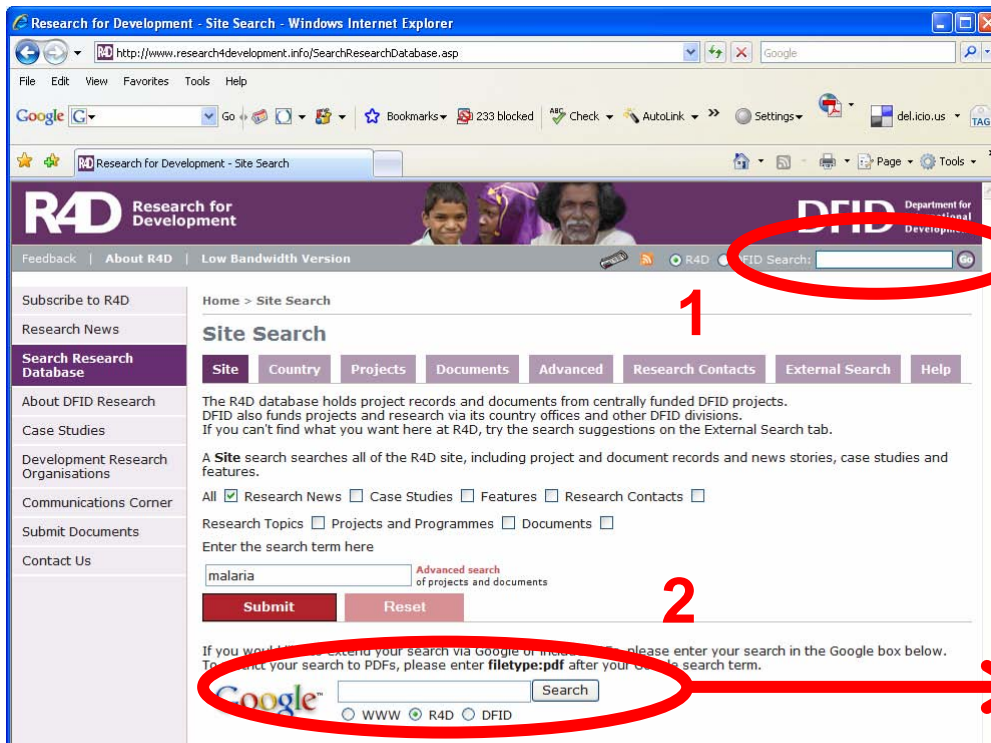 Research for Development - Site Search - Windows Internet Explorer
http://www.research4development.info/SearchResearchDatabase.asp
Google
File Edit View Favorites Tools Help
Google G Go Bookmarks 233 blocked ABC Check AutoLink >> Settings del.icio.us TAG
Research for Development - Site Search
Page Tools
R4D Research for
Development
DFID Department for
International
Development
Feedback | About R4D | Low Bandwidth Version
R4D DFID Search: Go
1
Subscribe to R4D
Research News
Search Research
Database
About DFID Research
Case Studies
Development Research
Organisations
Communications Corner
Submit Documents
Contact Us
Home > Site Search
Site Search
Site Country Projects Documents Advanced Research Contacts External Search Help
The R4D database holds project records and documents from centrally funded DFID projects.
DFID also funds projects and research via its country offices and other DFID divisions.
If you can't find what you want here at R4D, try the search suggestions on the External Search tab.
A Site search searches all of the R4D site, including project and document records and news stories, case studies and
features.
All Research News Case Studies Features Research Contacts
Research Topics Projects and Programmes Documents
Enter the search term here
malaria
Advanced search
of projects and documents
Submit Reset
2
If you would like to extend your search via Google or include PDFs, please enter your search in the Google box below.
To restrict your search to PDFs, please enter filetype:pdf after your Google search term.
Google™ Search
WWW R4D DFID